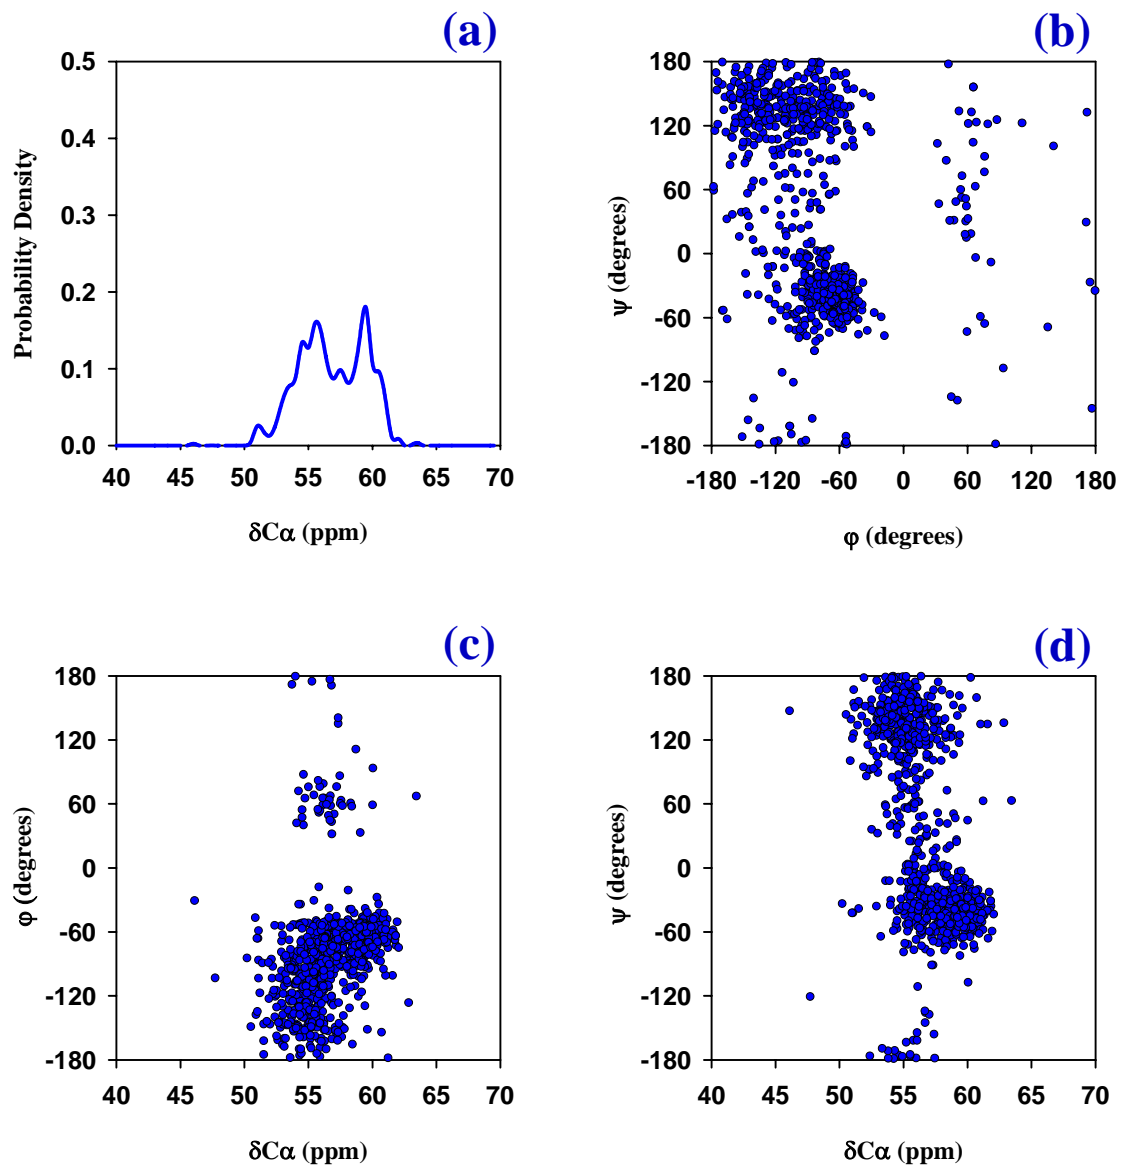 (a)
0.5
0.4
0.3
0.2
0.1
0.0
Probability Density
40 45 50 55 60 65 70
δCα (ppm)
(b)
180
120
60
0
-60
-120
-180
ψ (degrees)
-180 -120 -60 0 60 120 180
φ (degrees)
(c)
180
120
60
0
-60
-120
-180
φ (degrees)
40 45 50 55 60 65 70
δCα (ppm)
(d)
180
120
60
0
-60
-120
-180
ψ (degrees)
40 45 50 55 60 65 70
δCα (ppm)